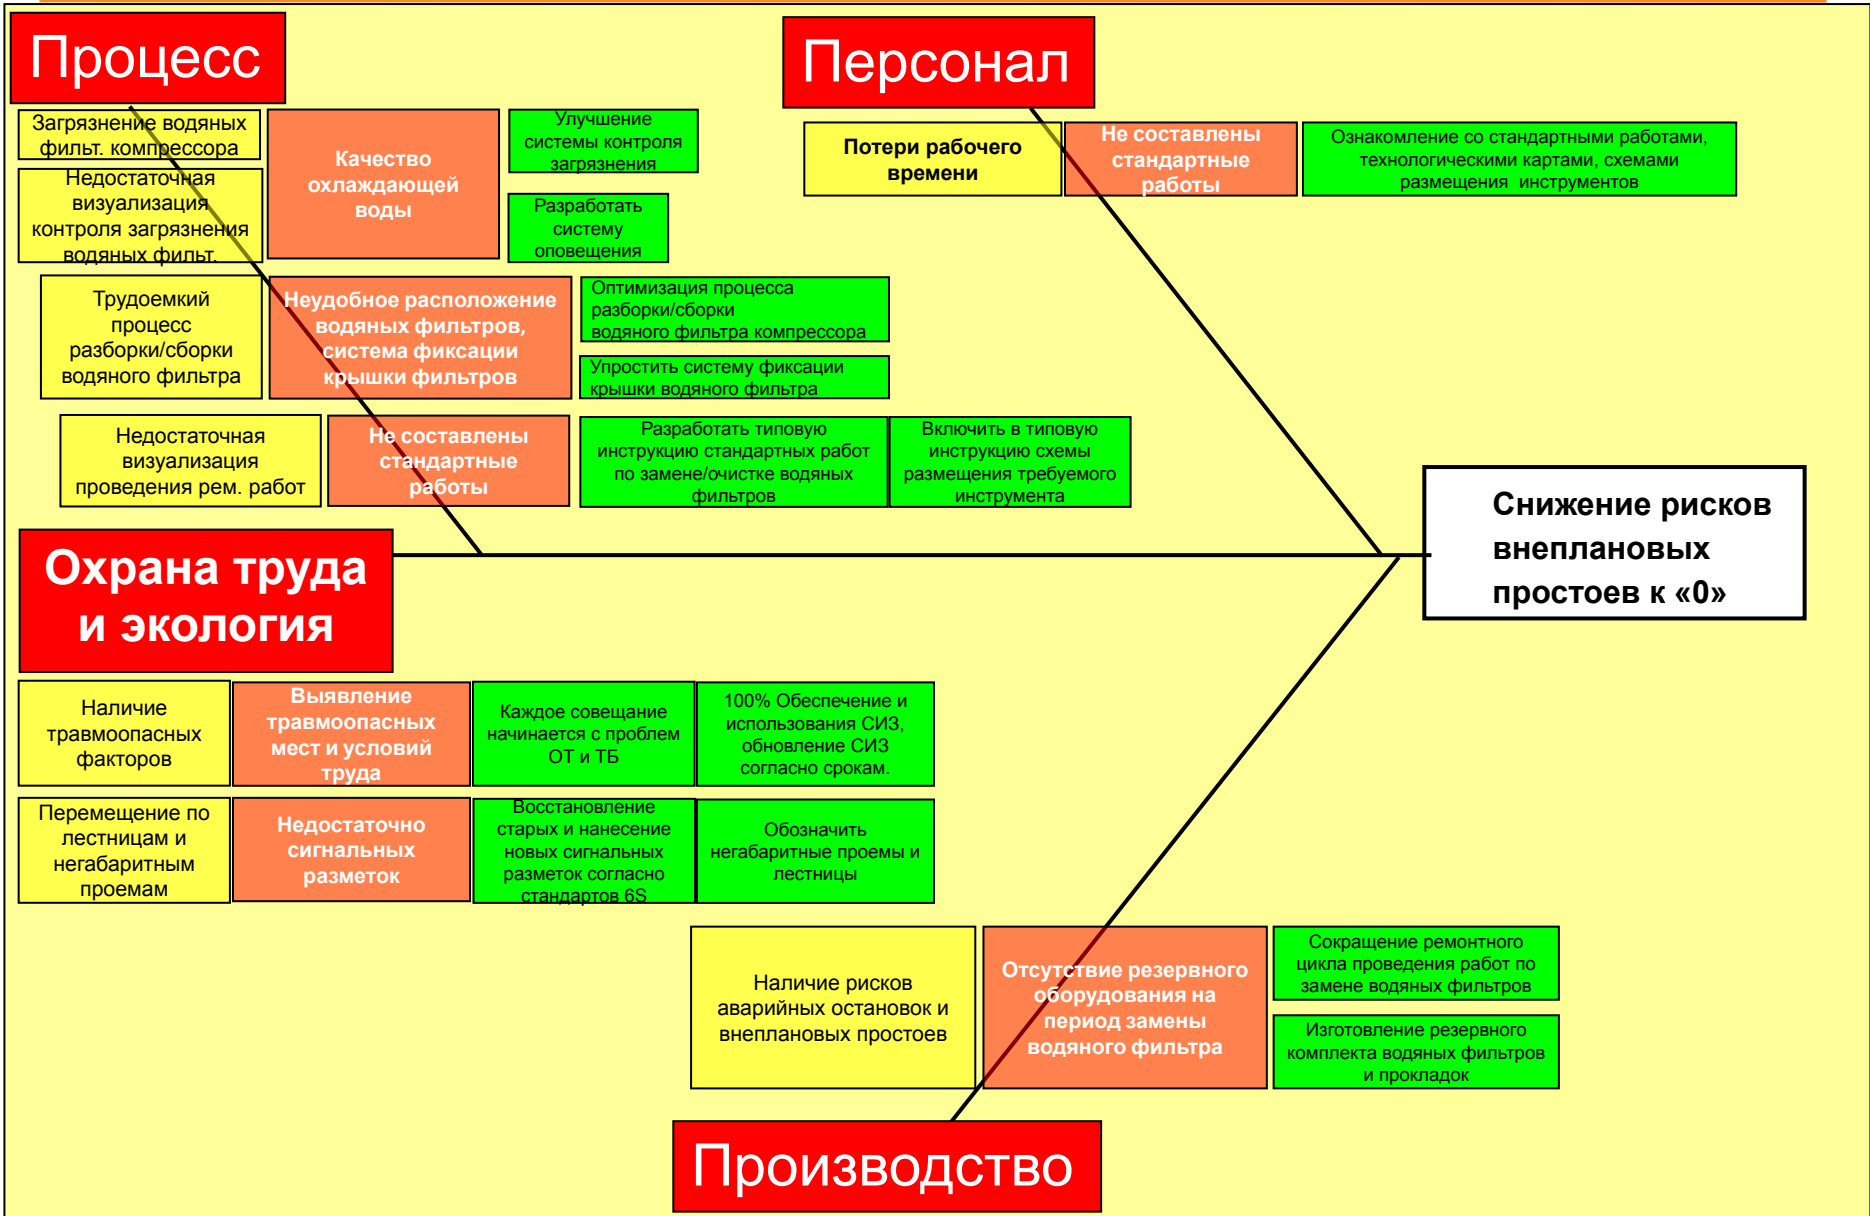 Процесс
Персонал
Загрязнение водяных
фильт. компрессора
Недостаточная
визуализация
контроля загрязнения
водяных фильт.
Качество
охлаждающей
воды
Улучшение
системы контроля
загрязнения
Разработать
систему
оповещения
Потери рабочего
времени
Не составлены
стандартные
работы
Ознакомление со стандартными работами,
технологическими картами, схемами
размещения инструментов
Трудоемкий
процесс
разборки/сборки
водяного фильтра
Неудобное расположение
водяных фильтров,
система фиксации
крышки фильтров
Оптимизация процесса
разборки/сборки
водяного фильтра компрессора
Упростить систему фиксации
крышки водяного фильтра
Недостаточная
визуализация
проведения рем. работ
Не составлены
стандартные
работы
Разработать типовую
инструкцию стандартных работ
по замене/очистке водяных
фильтров
Включить в типовую
инструкцию схемы
размещения требуемого
инструмента
Снижение рисков
внеплановых
простоев к «0»
Охрана труда
и экология
Наличие
травмоопасных
факторов
Выявление
травмоопасных
мест и условий
труда
Каждое совещание
начинается с проблем
ОТ и ТБ
100% Обеспечение и
использования СИЗ,
обновление СИЗ
согласно срокам.
Перемещение по
лестницам и
негабаритным
проемам
Недостаточно
сигнальных
разметок
Восстановление
старых и нанесение
новых сигнальных
разметок согласно
стандартов 6S
Обозначить
негабаритные проемы и
лестницы
Наличие рисков
аварийных остановок и
внеплановых простоев
Отсутствие резервного
оборудования на
период замены
водяного фильтра
Сокращение ремонтного
цикла проведения работ по
замене водяных фильтров
Изготовление резервного
комплекта водяных фильтров
и прокладок
Производство